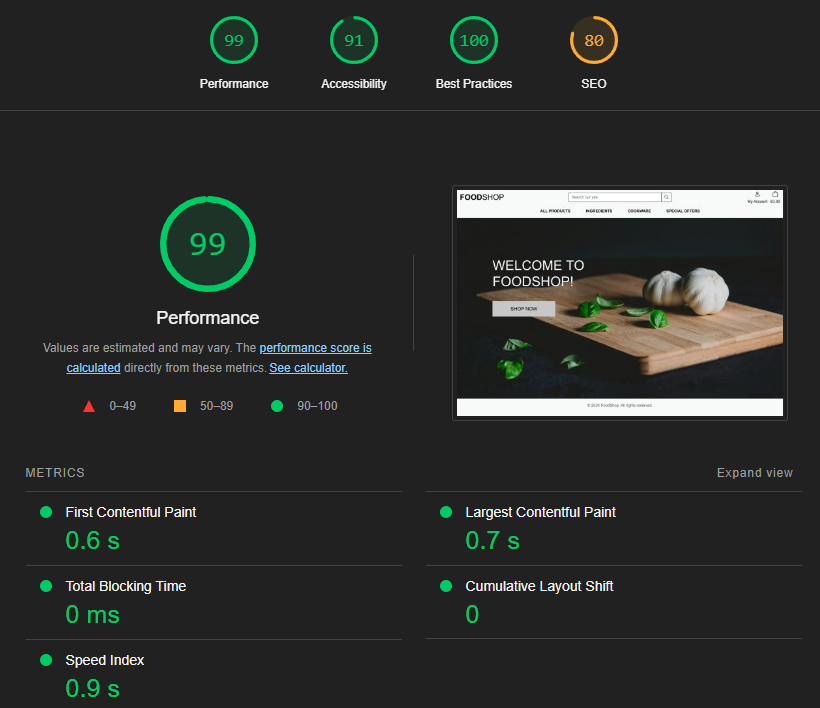 99
91
100
80
Performance
Accessibility
Best Practices
SEO
99
Performance
Values are estimated and may vary. The performance score is
calculated directly from these metrics. See calculator.
0–49
50–89
90–100
FOODSHOP
Search our site
My Account
ALL PRODUCTS
INGREDIENTS
COOKWARE
SPECIAL OFFERS
WELCOME TO
FOODSHOP!
SHOP NOW
© 2024 FoodShop. All rights reserved.
METRICS
Expand view
First Contentful Paint
0.6 s
Largest Contentful Paint
0.7 s
Total Blocking Time
0 ms
Cumulative Layout Shift
0
Speed Index
0.9 s